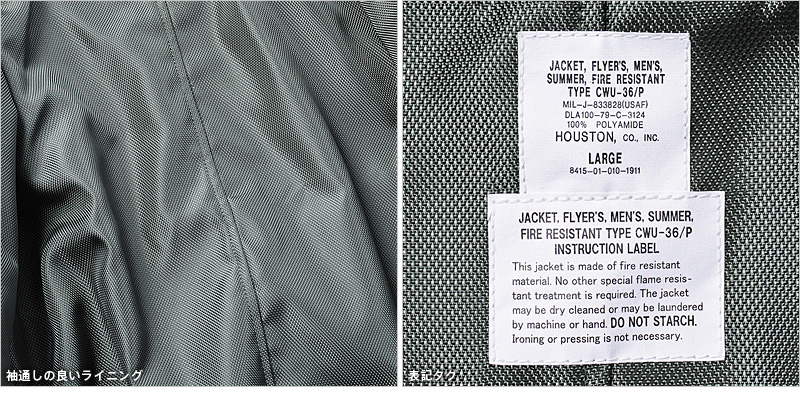 袖通しの良いライニング
JACKET, FLYER'S, MEN'S,
SUMMER, FIRE RESISTANT
TYPE CWU-36/P
MIL-J-833828(USAF)
DLA100-79-C-3124
100% POLYAMIDE
HOUSTON, CO., INC.
LARGE
8415-01-010-1911
JACKET, FLYER'S, MEN'S, SUMMER,
FIRE RESISTANT TYPE CWU-36/P
INSTRUCTION LABEL
This jacket is made of fire resistant
material. No other special flame resis-
tant treatment is required. The jacket
may be dry cleaned or may be laundered
by machine or hand. DO NOT STARCH.
Ironing or pressing is not necessary.
表記タグ